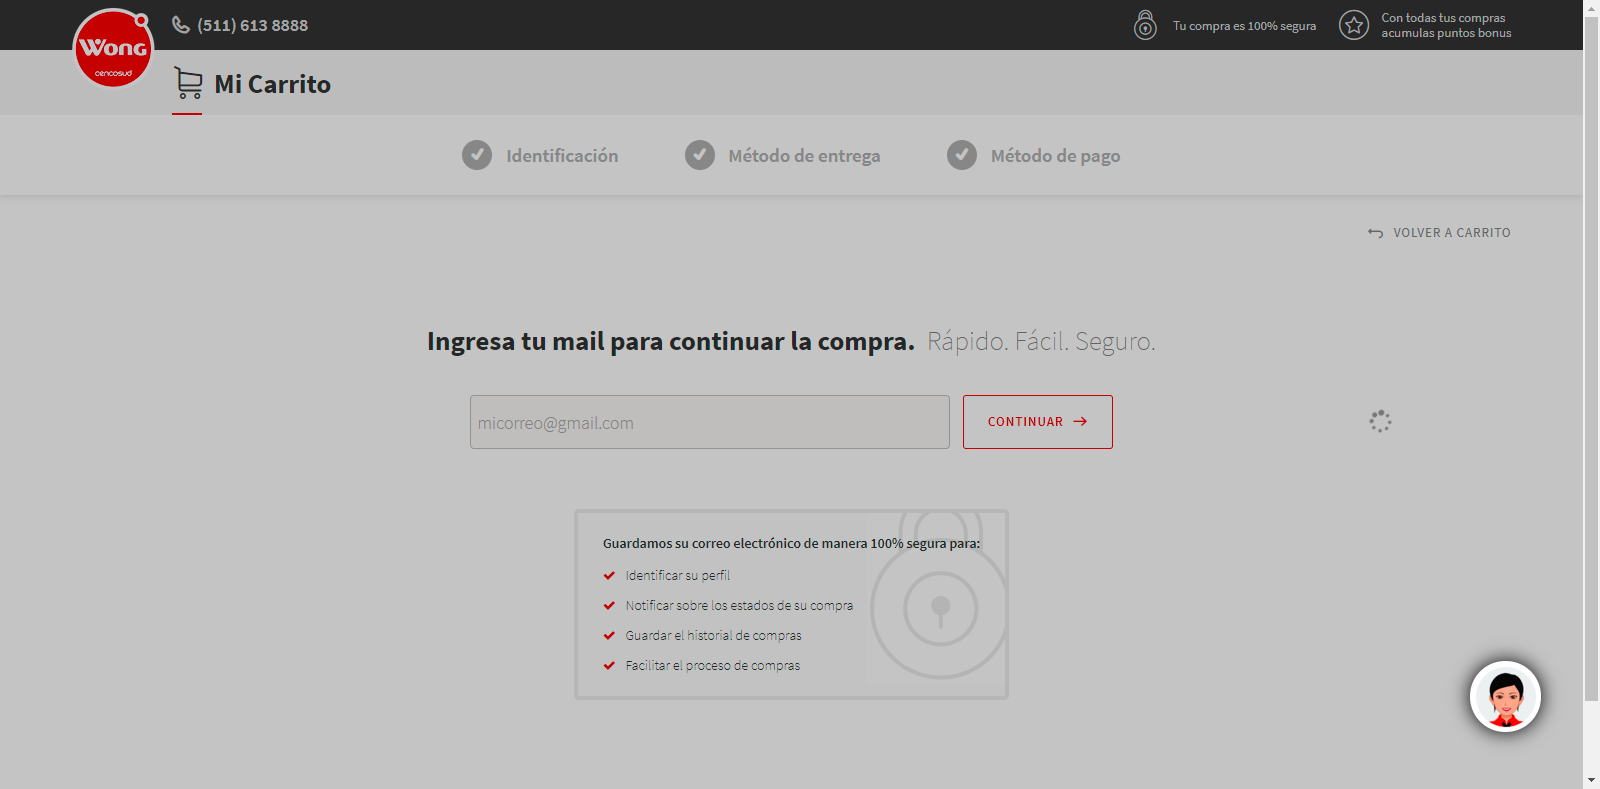 Wong
cencosud
(511) 613 8888
Tu compra es 100% segura
Con todas tus compras
acumulas puntos bonus
Mi Carrito
Identificación
Método de entrega
Método de pago
VOLVER A CARRITO
Ingresa tu mail para continuar la compra. Rápido. Fácil. Seguro.
micorreo@gmail.com
CONTINUAR
Guardamos su correo electrónico de manera 100% segura para:
Identificar su perfil
Notificar sobre los estados de su compra
Guardar el historial de compras
Facilitar el proceso de compras